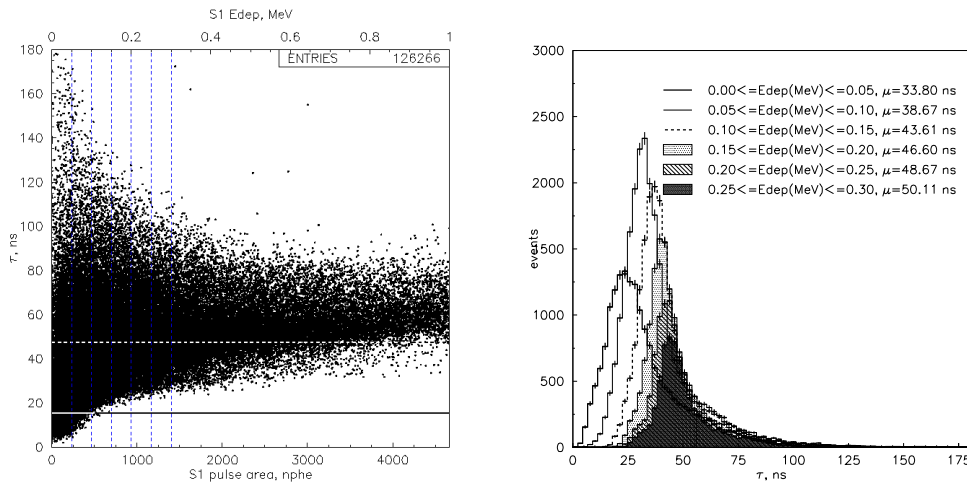 S1 Edep, MeV
0 0.2 0.4 0.6 0.8 1
ENTRIES 126266
180
160
140
120
100
80
60
40
20
0
τ, ns
0 1000 2000 3000 4000
S1 pulse area, nphe
3000
2500
2000
1500
1000
500
0
events
0.00<=Edep(MeV)<=0.05, μ=33.80 ns
0.05<=Edep(MeV)<=0.10, μ=38.67 ns
0.10<=Edep(MeV)<=0.15, μ=43.61 ns
0.15<=Edep(MeV)<=0.20, μ=46.60 ns
0.20<=Edep(MeV)<=0.25, μ=48.67 ns
0.25<=Edep(MeV)<=0.30, μ=50.11 ns
0 25 50 75 100 125 150 175
τ, ns